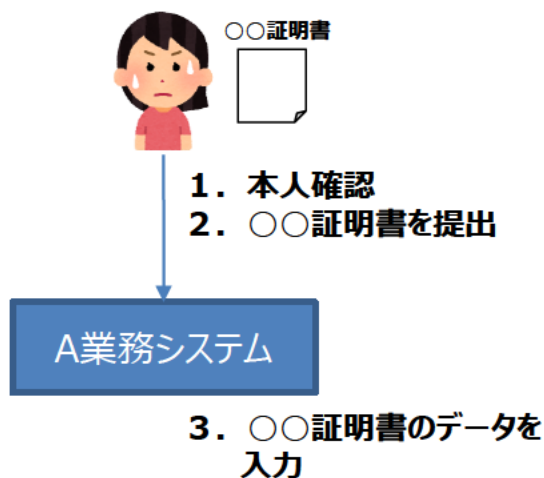 ○○証明書
１．本人確認
２．○○証明書を提出
A業務システム
３．○○証明書のデータを
入力